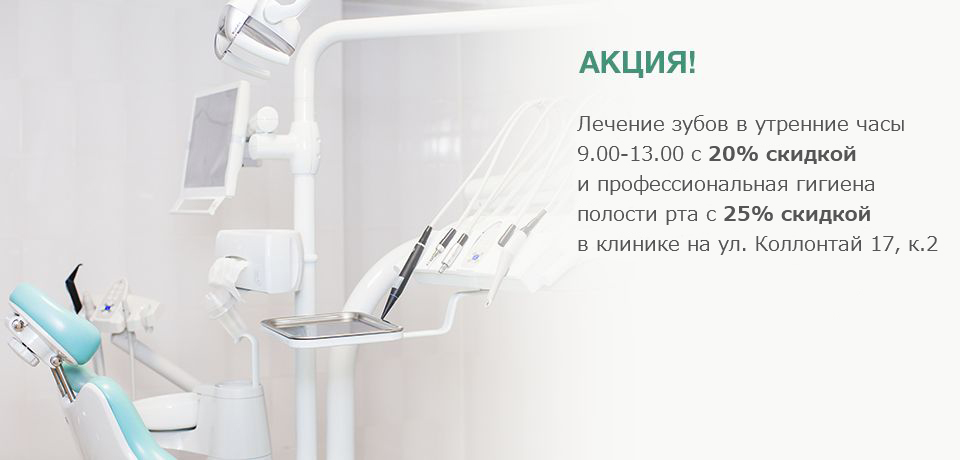 АКЦИЯ!
Лечение зубов в утренние часы
9.00-13.00 с 20% скидкой
и профессиональная гигиена
полости рта с 25% скидкой
в клинике на ул. Коллонтай 17, к.2